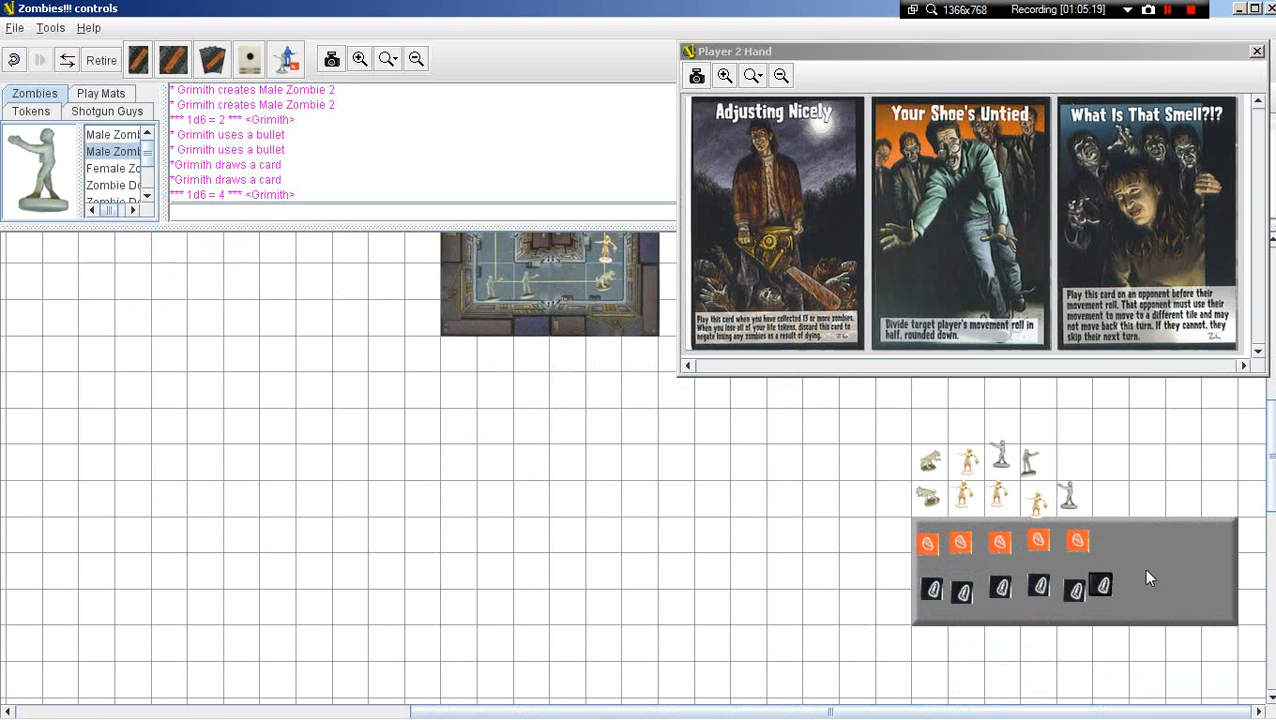 Zombies!!! controls
1366x768
Recording [01:05:19]
File Tools Help
Retire
Player 2 Hand
Zombies
Play Mats
Tokens
Shotgun Guys
Male Zomb
Male Zomb
Female Zo
Zombie Do
* Grimith creates Male Zombie 2
* Grimith creates Male Zombie 2
*** 1d6 = 2 *** <Grimith>
* Grimith uses a bullet
* Grimith uses a bullet
*Grimith draws a card
*Grimith draws a card
*** 1d6 = 4 *** <Grimith>
Adjusting Nicely
Play this card when you have collected 13 or more zombies.
When you lose all of your life tokens, discard this card to
negate losing any zombies as a result of dying.
Your Shoe's Untied
Divide target player's movement roll in
half, rounded down.
What Is That Smell?!?
Play this card on an opponent before their
movement roll. That opponent must use their
movement to move to a different tile and may
not move back this turn. If they cannot, they
skip their next turn.